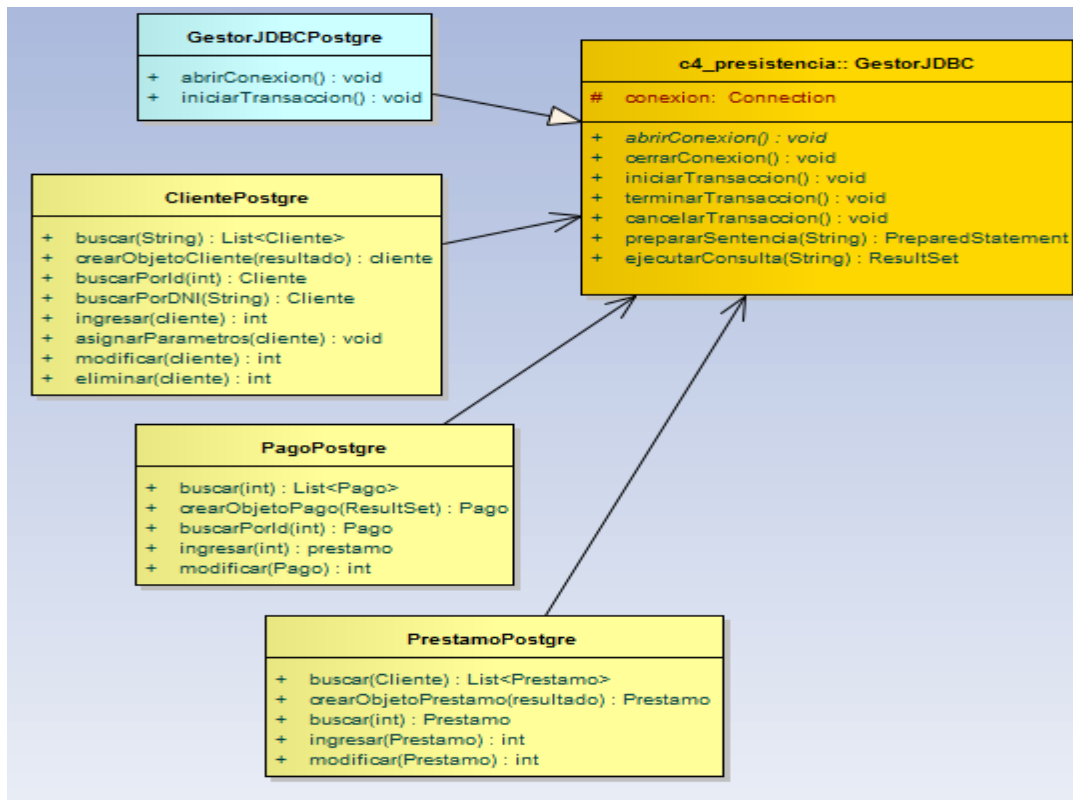 GestorJDBCPostgre
+ abrirConexion() : void
+ iniciarTransaccion() : void
c4_presistencia:: GestorJDBC
# conexion: Connection
+ abrirConexion() : void
+ cerrarConexion() : void
+ iniciarTransaccion() : void
+ terminarTransaccion() : void
+ cancelarTransaccion() : void
+ prepararSentencia(String) : PreparedStatement
+ ejecutarConsulta(String) : ResultSet
ClientePostgre
+ buscar(String) : List<Cliente>
+ crearObjetoCliente(resultado) : cliente
+ buscarPorId(int) : Cliente
+ buscarPorDNI(String) : Cliente
+ ingresar(cliente) : int
+ asignarParametros(cliente) : void
+ modificar(cliente) : int
+ eliminar(cliente) : int
PagoPostgre
+ buscar(int) : List<Pago>
+ crearObjetoPago(ResultSet) : Pago
+ buscarPorId(int) : Pago
+ ingresar(int) : prestamo
+ modificar(Pago) : int
PrestamoPostgre
+ buscar(Cliente) : List<Prestamo>
+ crearObjetoPrestamo(resultado) : Prestamo
+ buscar(int) : Prestamo
+ ingresar(Prestamo) : int
+ modificar(Prestamo) : int